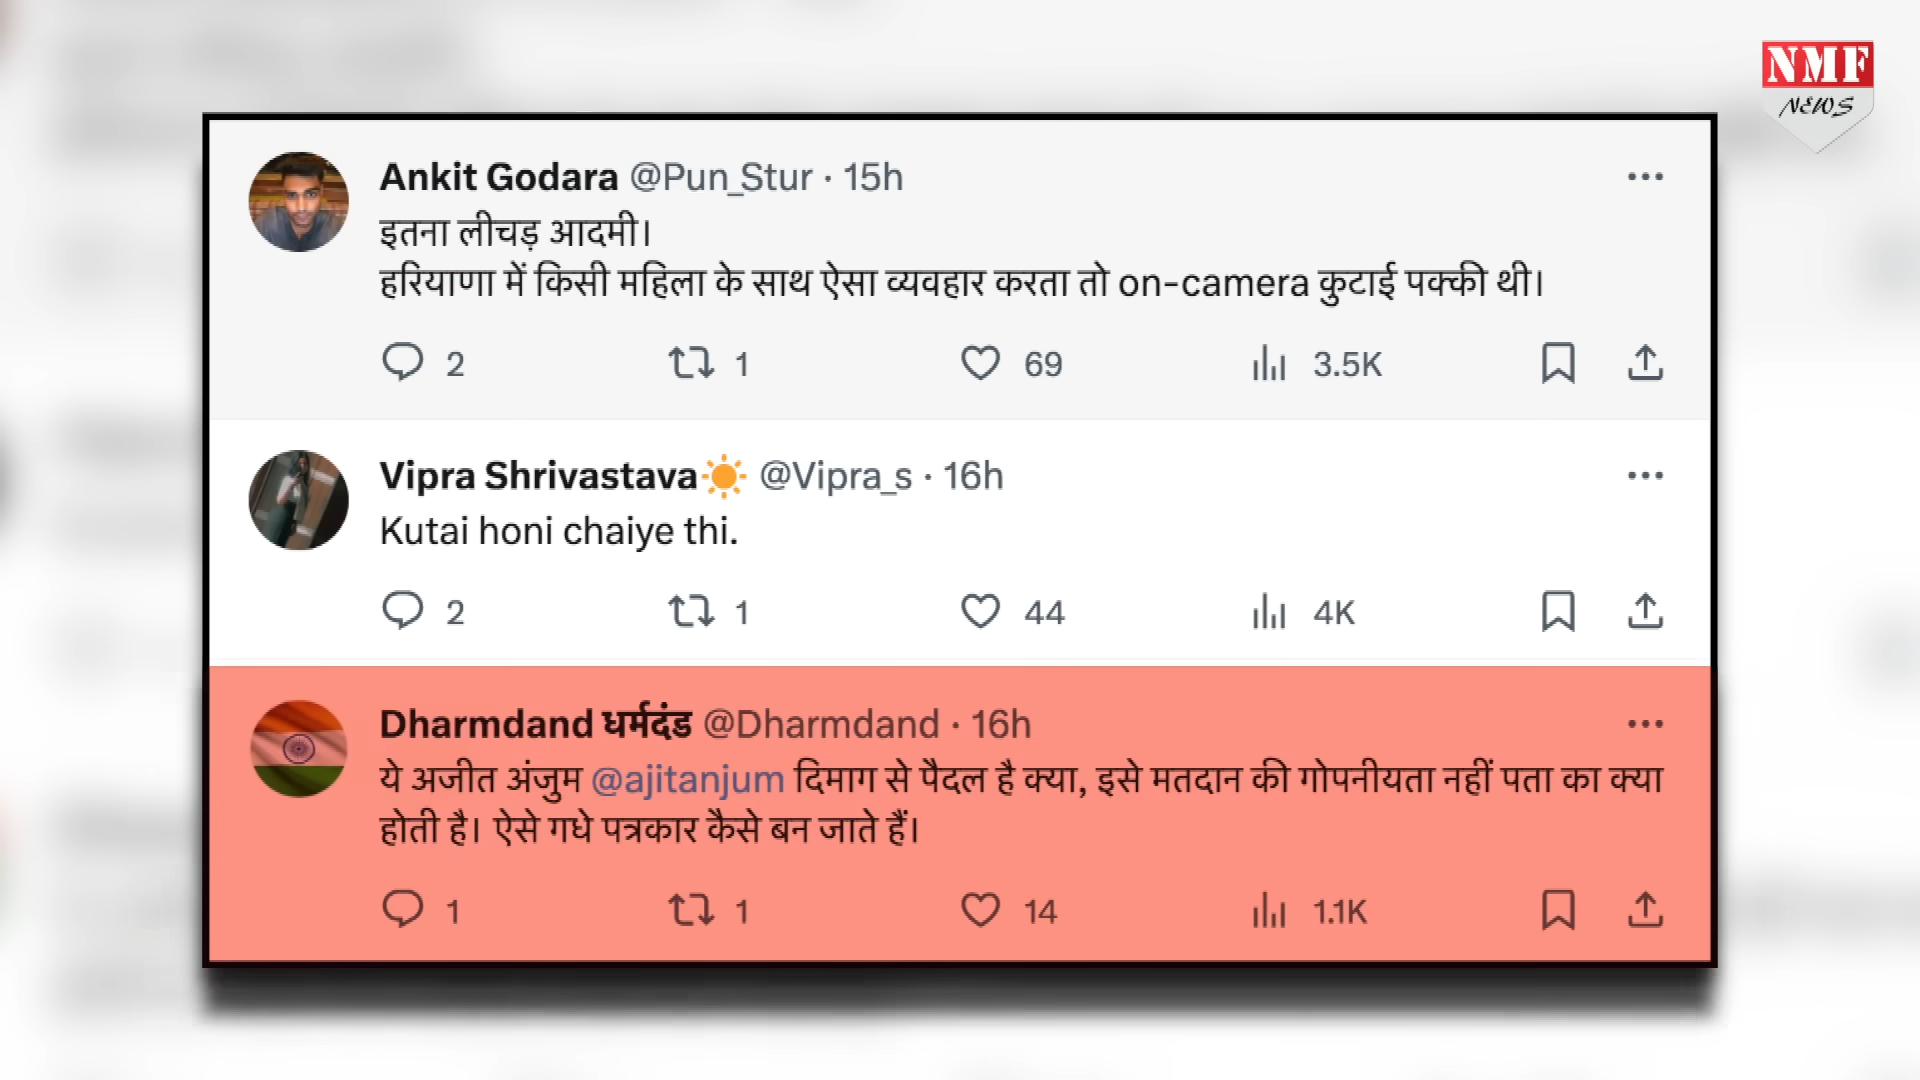 NMF
NEWS
Ankit Godara @Pun_Stur · 15h
इतना लीचड़ आदमी।
हरियाणा में किसी महिला के साथ ऐसा व्यवहार करता तो on-camera कुटाई पक्की थी।
2 1 69 3.5K
Vipra Shrivastava☀️ @Vipra_s · 16h
Kutai honi chaiye thi.
2 1 44 4K
Dharmdand धर्मदंड @Dharmdand · 16h
ये अजीत अंजुम @ajitanjum दिमाग से पैदल है क्या, इसे मतदान की गोपनीयता नहीं पता का क्या
होती है। ऐसे गधे पत्रकार कैसे बन जाते हैं।
1 1 14 1.1K